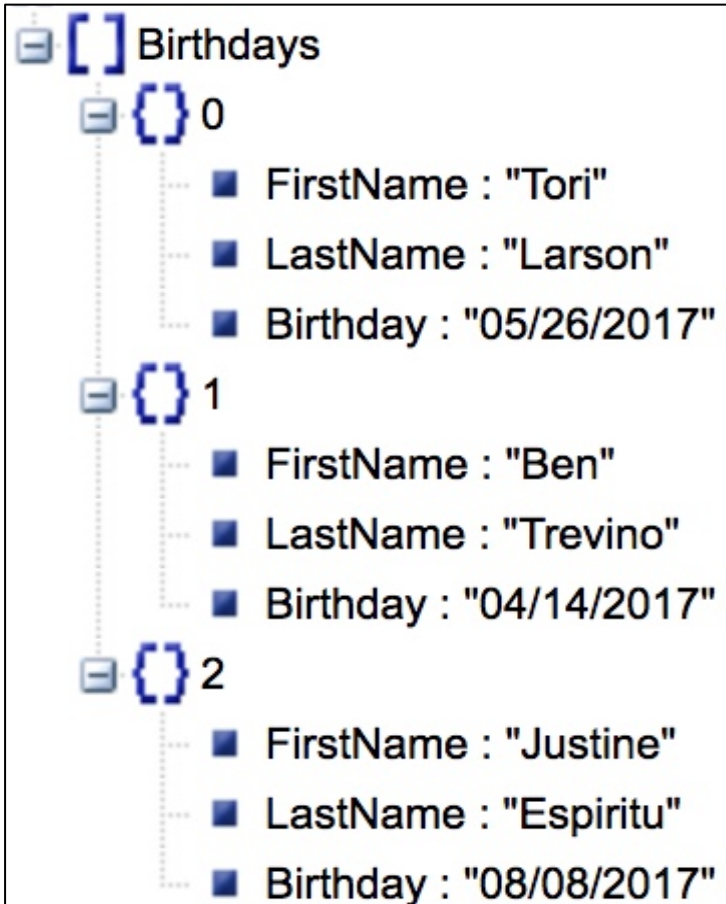 [ ] Birthdays
{} 0
FirstName : "Tori"
LastName : "Larson"
Birthday : "05/26/2017"
{} 1
FirstName : "Ben"
LastName : "Trevino"
Birthday : "04/14/2017"
{} 2
FirstName : "Justine"
LastName : "Espiritu"
Birthday : "08/08/2017"